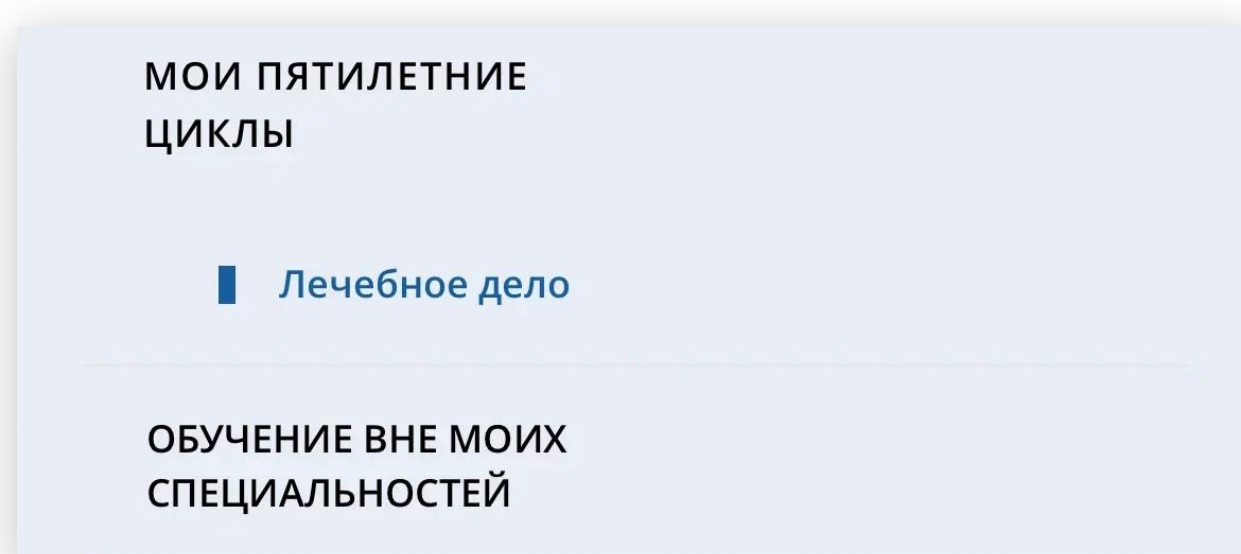 МОИ ПЯТИЛЕТНИЕ
ЦИКЛЫ
Лечебное дело
ОБУЧЕНИЕ ВНЕ МОИХ
СПЕЦИАЛЬНОСТЕЙ